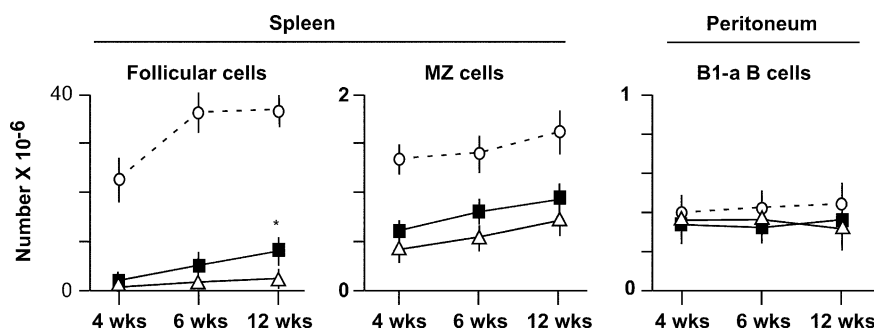 Spleen
Peritoneum
Follicular cells
MZ cells
B1-a B cells
Number X 10-6
40
0
*
2
0
1
0
4 wks 6 wks 12 wks
4 wks 6 wks 12 wks
4 wks 6 wks 12 wks